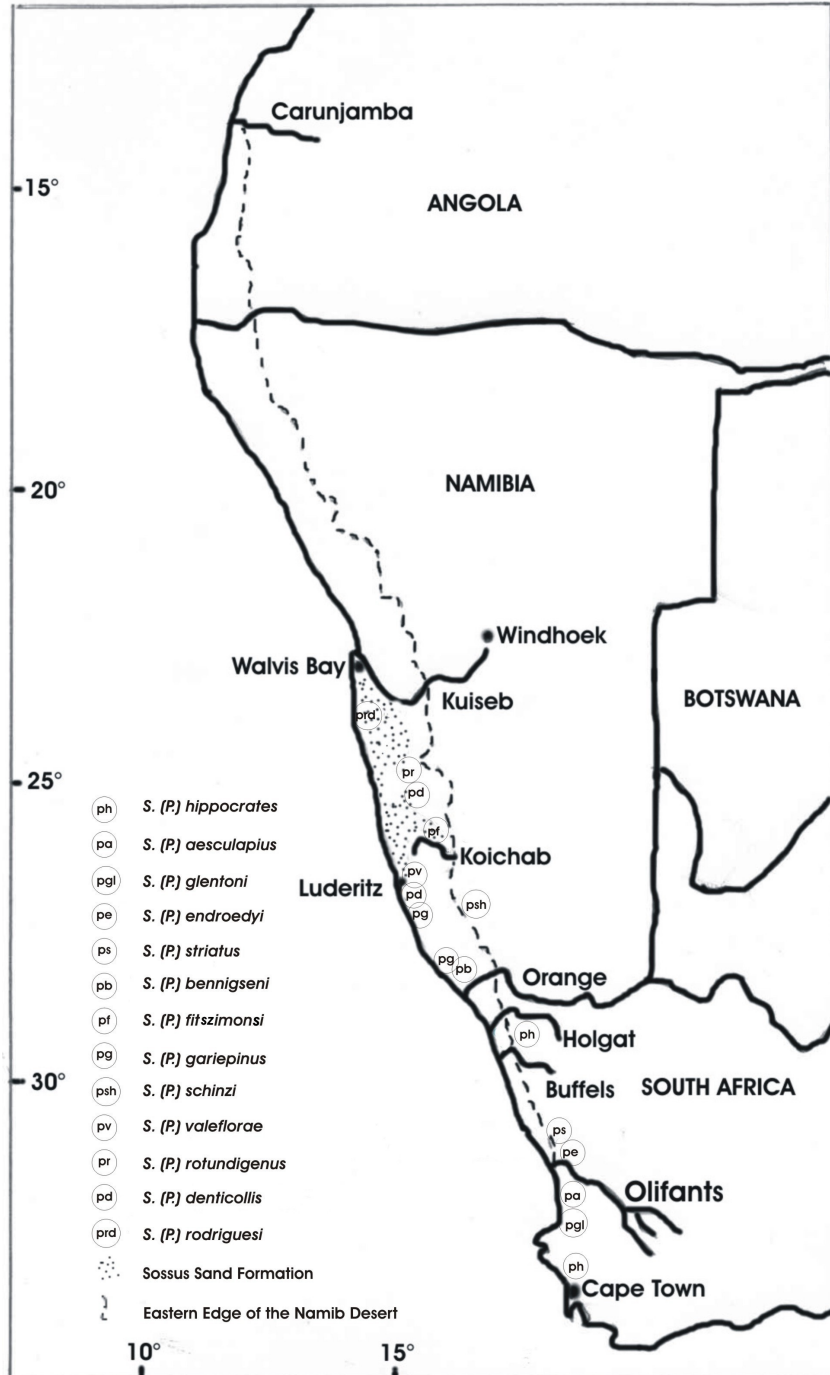 Carunjamba
15°
ANGOLA
20°
NAMIBIA
Windhoek
Walvis Bay
Kuiseb
BOTSWANA
prd
pr
25°
pd
ph S. (P.) hippocrates
pf
pa S. (P.) aesculapius
Koichab
pv
pgl S. (P.) glentoni
Luderitz
pd
psh
pe S. (P.) endroedyi
pg
ps S. (P.) striatus
pg
pb
pb S. (P.) bennigseni
Orange
pf S. (P.) fitszimonsi
ph
Holgat
pg S. (P.) gariepinus
30°
psh S. (P.) schinzi
Buffels
SOUTH AFRICA
pv S. (P.) valeflorae
ps
pe
pr S. (P.) rotundigenus
pd S. (P.) denticollis
pa
Olifants
pgl
prd S. (P.) rodriguesi
ph
Sossus Sand Formation
Cape Town
Eastern Edge of the Namib Desert
10°
15°